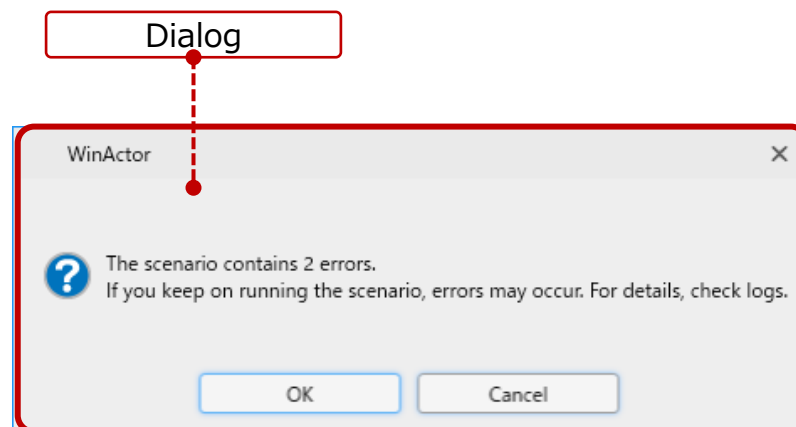 Dialog
WinActor
The scenario contains 2 errors.
If you keep on running the scenario, errors may occur. For details, check logs.
OK
Cancel